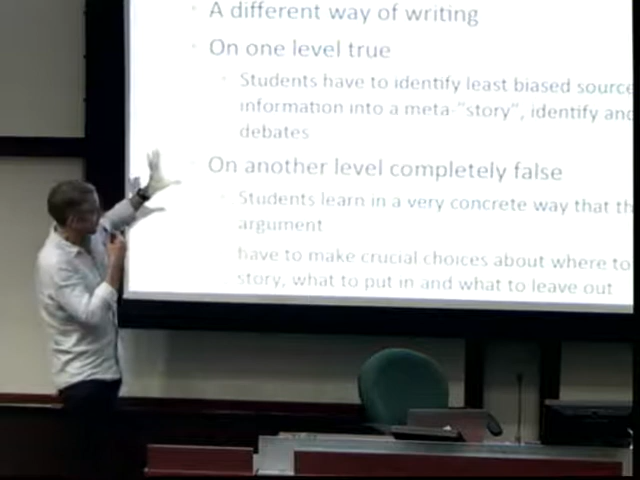 A different way of writing
On one level true
Students have to identify least biased source
information into a meta-"story", identify and
debates
On another level completely false
Students learn in a very concrete way that th
argument
have to make crucial choices about where to
story, what to put in and what to leave out